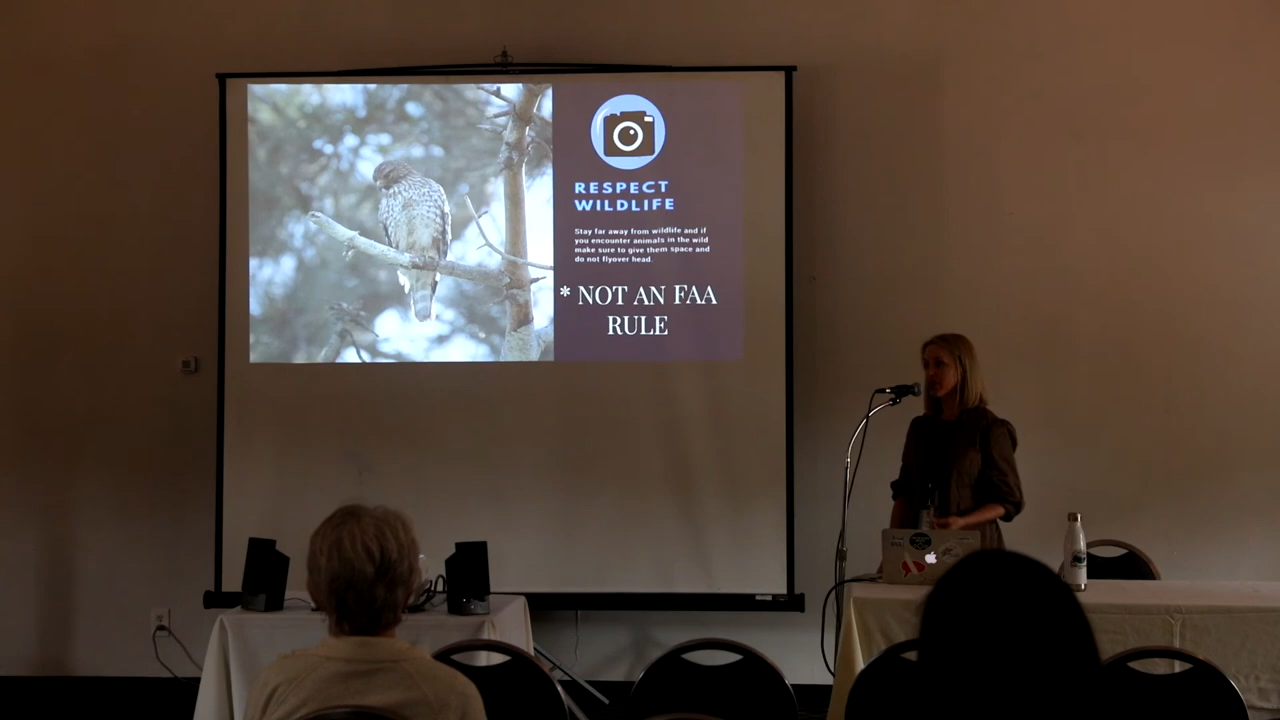 RESPECT
WILDLIFE
Stay far away from wildlife and if
you encounter animals in the wild
make sure to give them space and
do not flyover head.
* NOT AN FAA
RULE